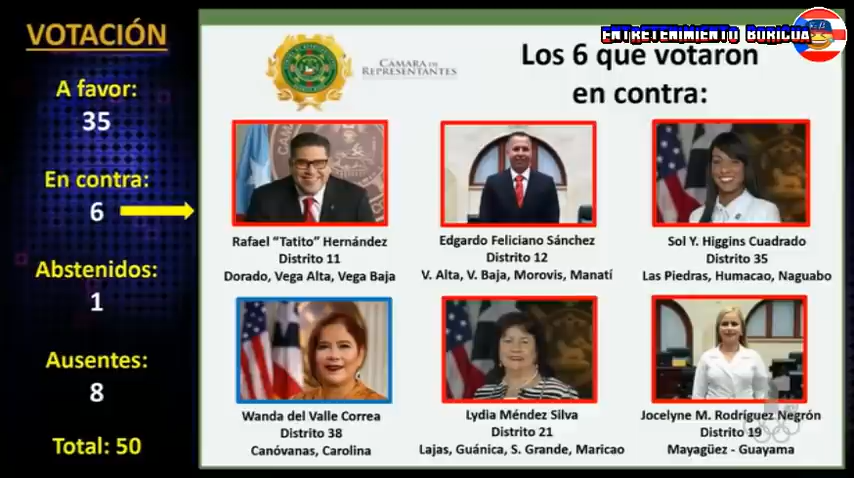 VOTACIÓN
A favor:
35
En contra:
6
Abstenidos:
1
Ausentes:
8
Total: 50
ENTRETENIMIENTO BORICUA
CÁMARA DE
REPRESENTANTES
Los 6 que votaron
en contra:
Rafael “Tatito” Hernández
Distrito 11
Dorado, Vega Alta, Vega Baja
Edgardo Feliciano Sánchez
Distrito 12
V. Alta, V. Baja, Morovis, Manatí
Sol Y. Higgins Cuadrado
Distrito 35
Las Piedras, Humacao, Naguabo
Wanda del Valle Correa
Distrito 38
Canóvanas, Carolina
Lydia Méndez Silva
Distrito 21
Lajas, Guánica, S. Grande, Maricao
Jocelyne M. Rodríguez Negrón
Distrito 19
Mayagüez - Guayama